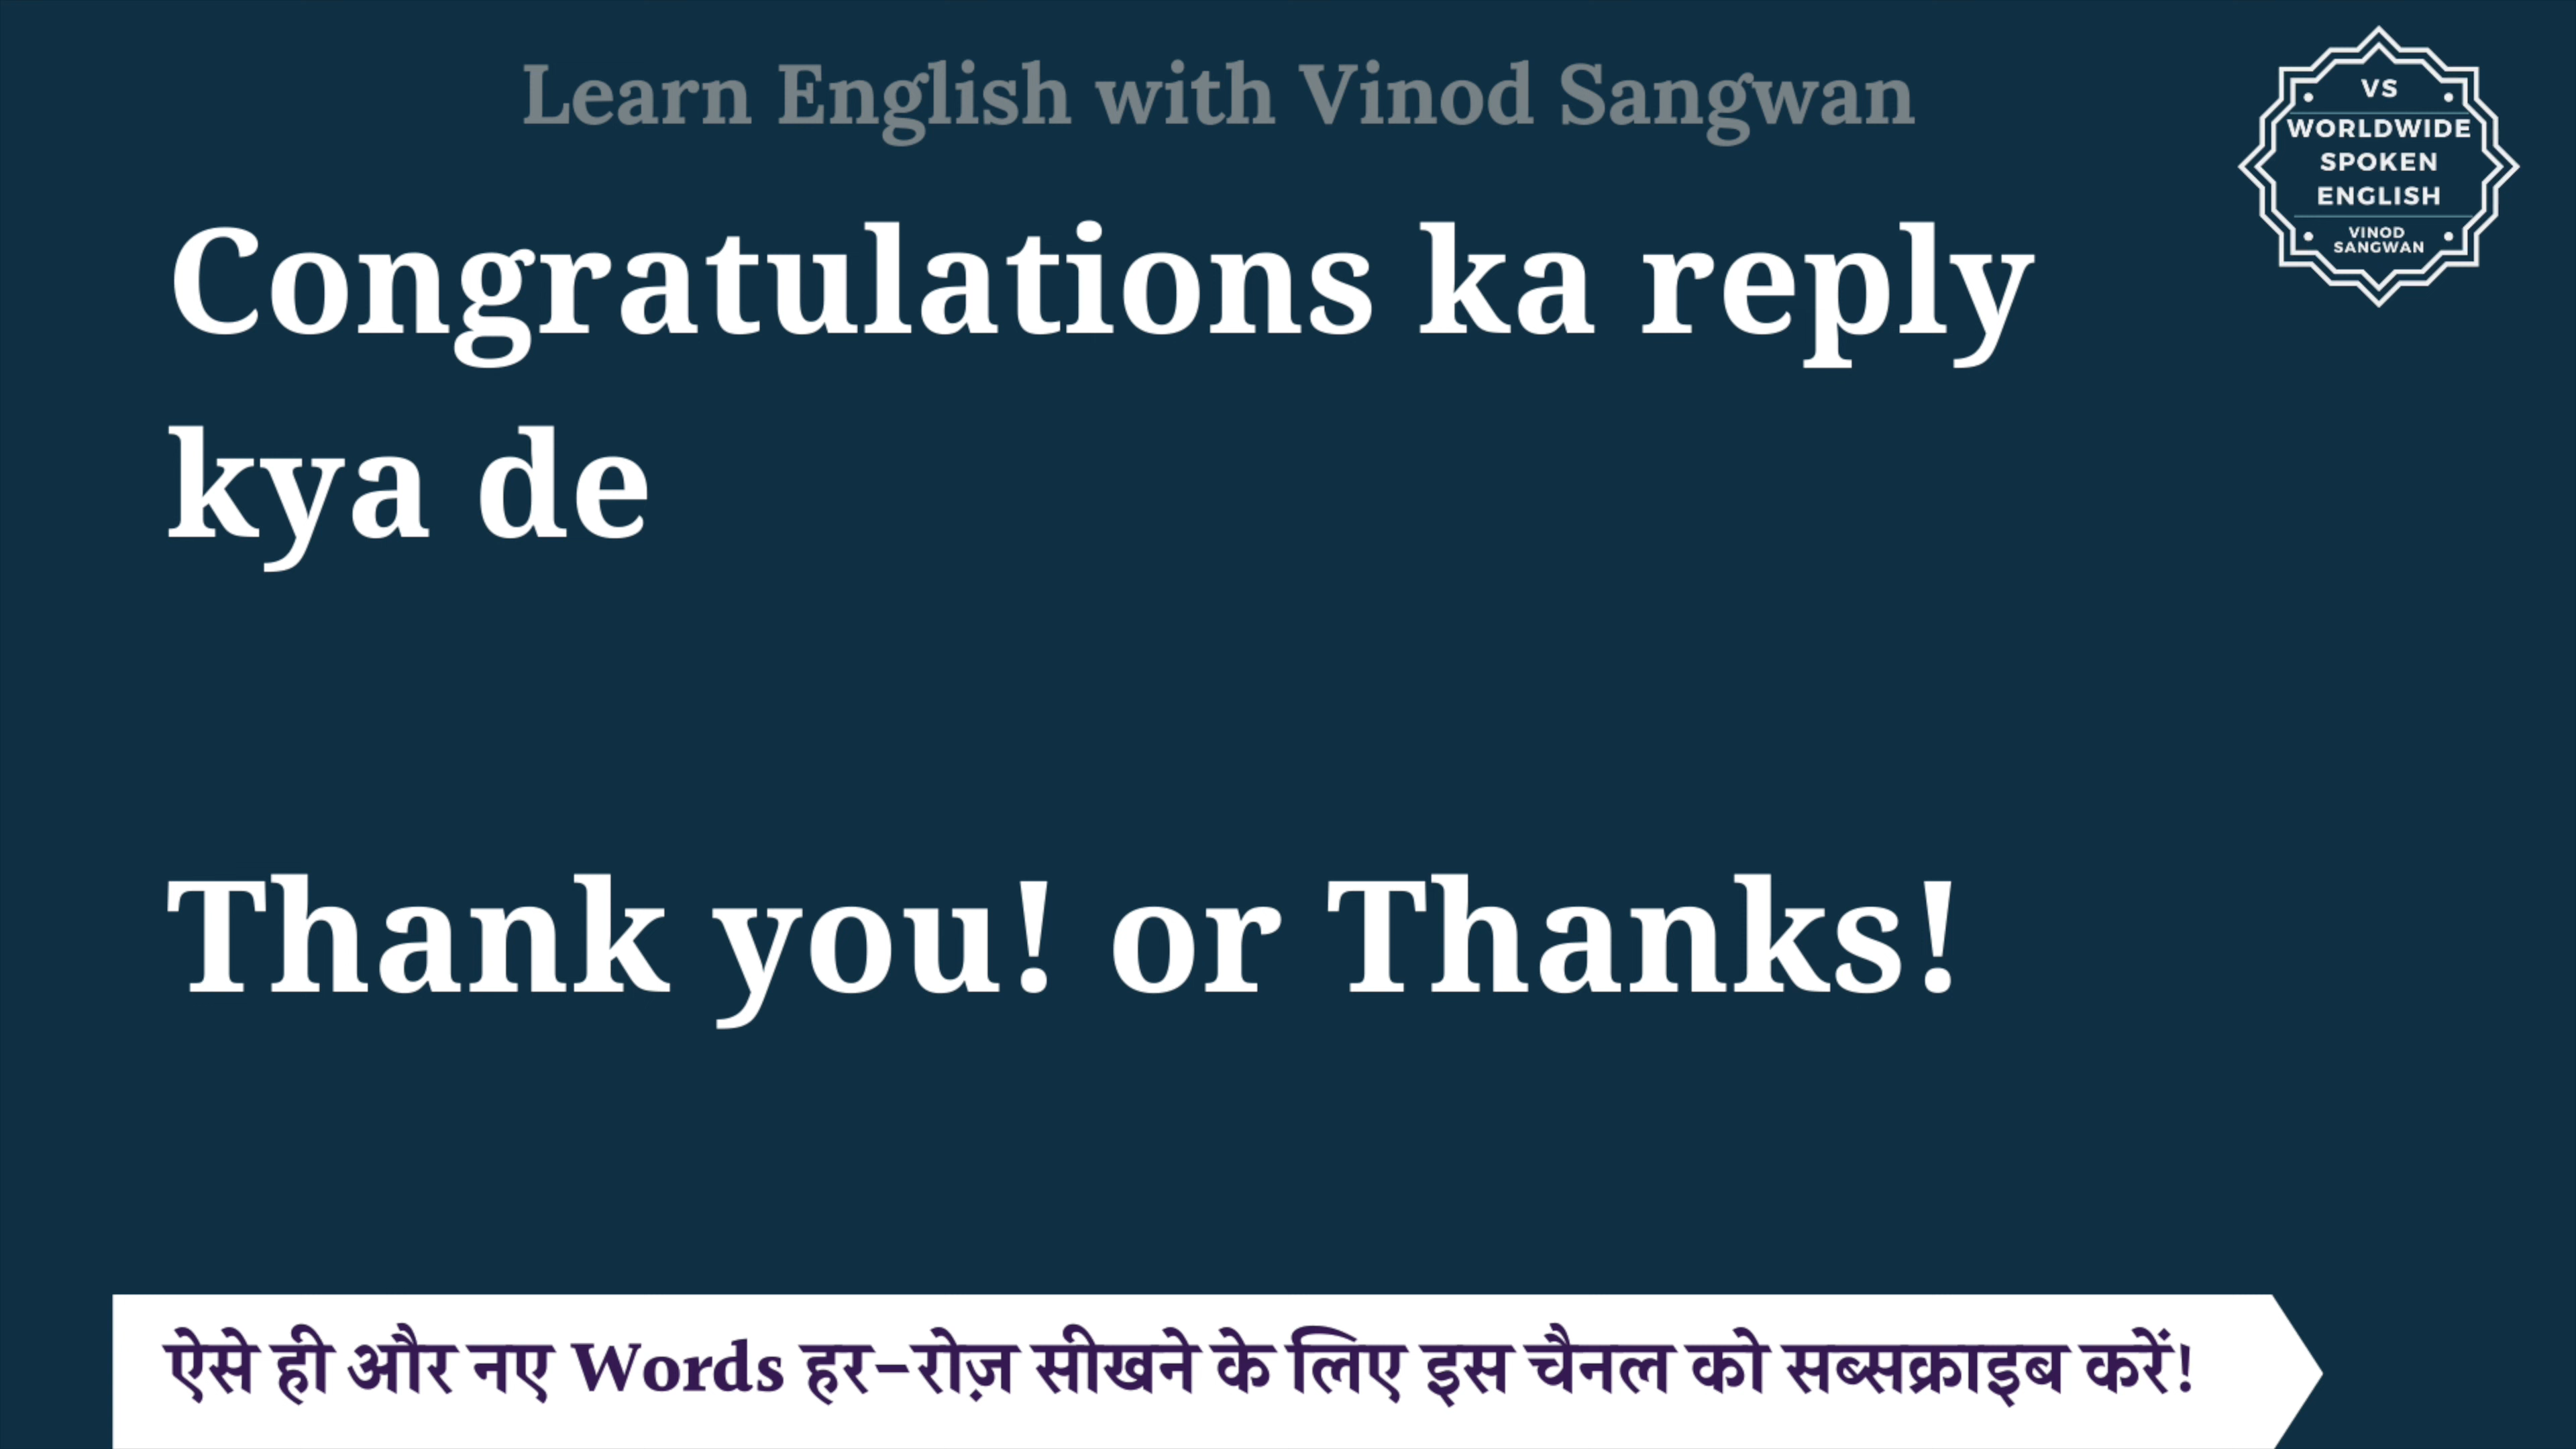 Learn English with Vinod Sangwan
VS
WORLDWIDE
SPOKEN
ENGLISH
VINOD
SANGWAN
Congratulations ka reply
kya de
Thank you! or Thanks!
ऐसे ही और नए Words हर-रोज़ सीखने के लिए इस चैनल को सब्सक्राइब करें!